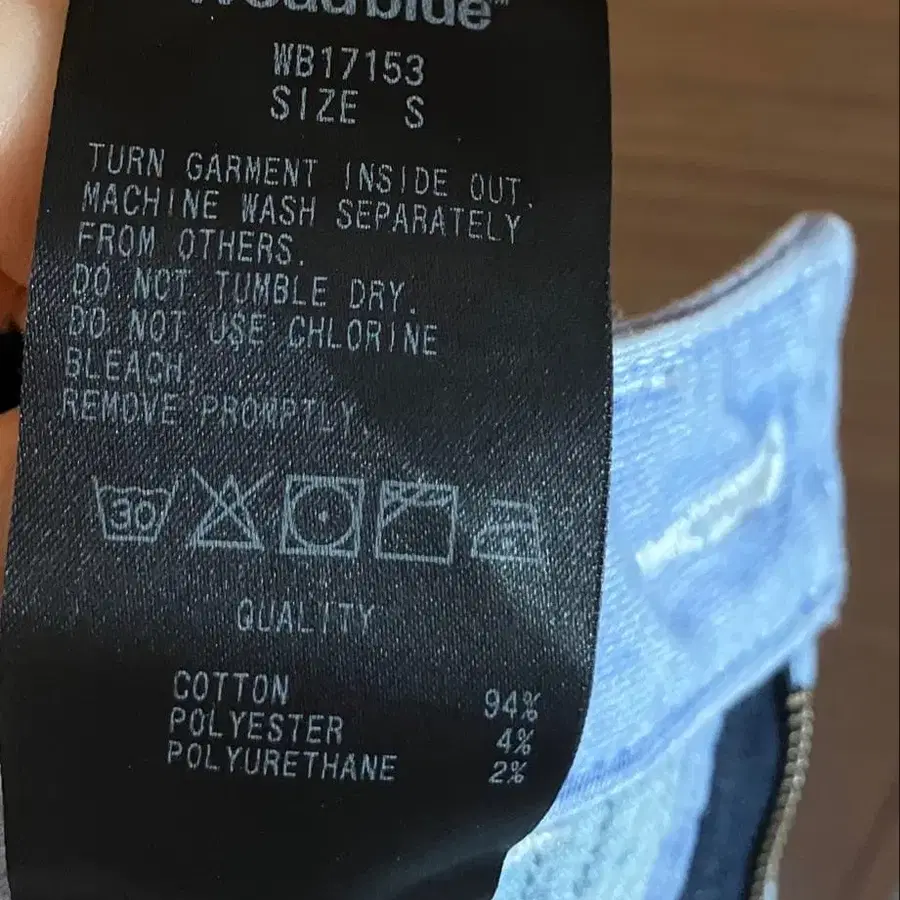 WB17153
SIZE S
TURN GARMENT INSIDE OUT.
MACHINE WASH SEPARATELY
FROM OTHERS.
DO NOT TUMBLE DRY.
DO NOT USE CHLORINE
BLEACH.
REMOVE PROMPTLY.
30
QUALITY
COTTON 94%
POLYESTER 4%
POLYURETHANE 2%